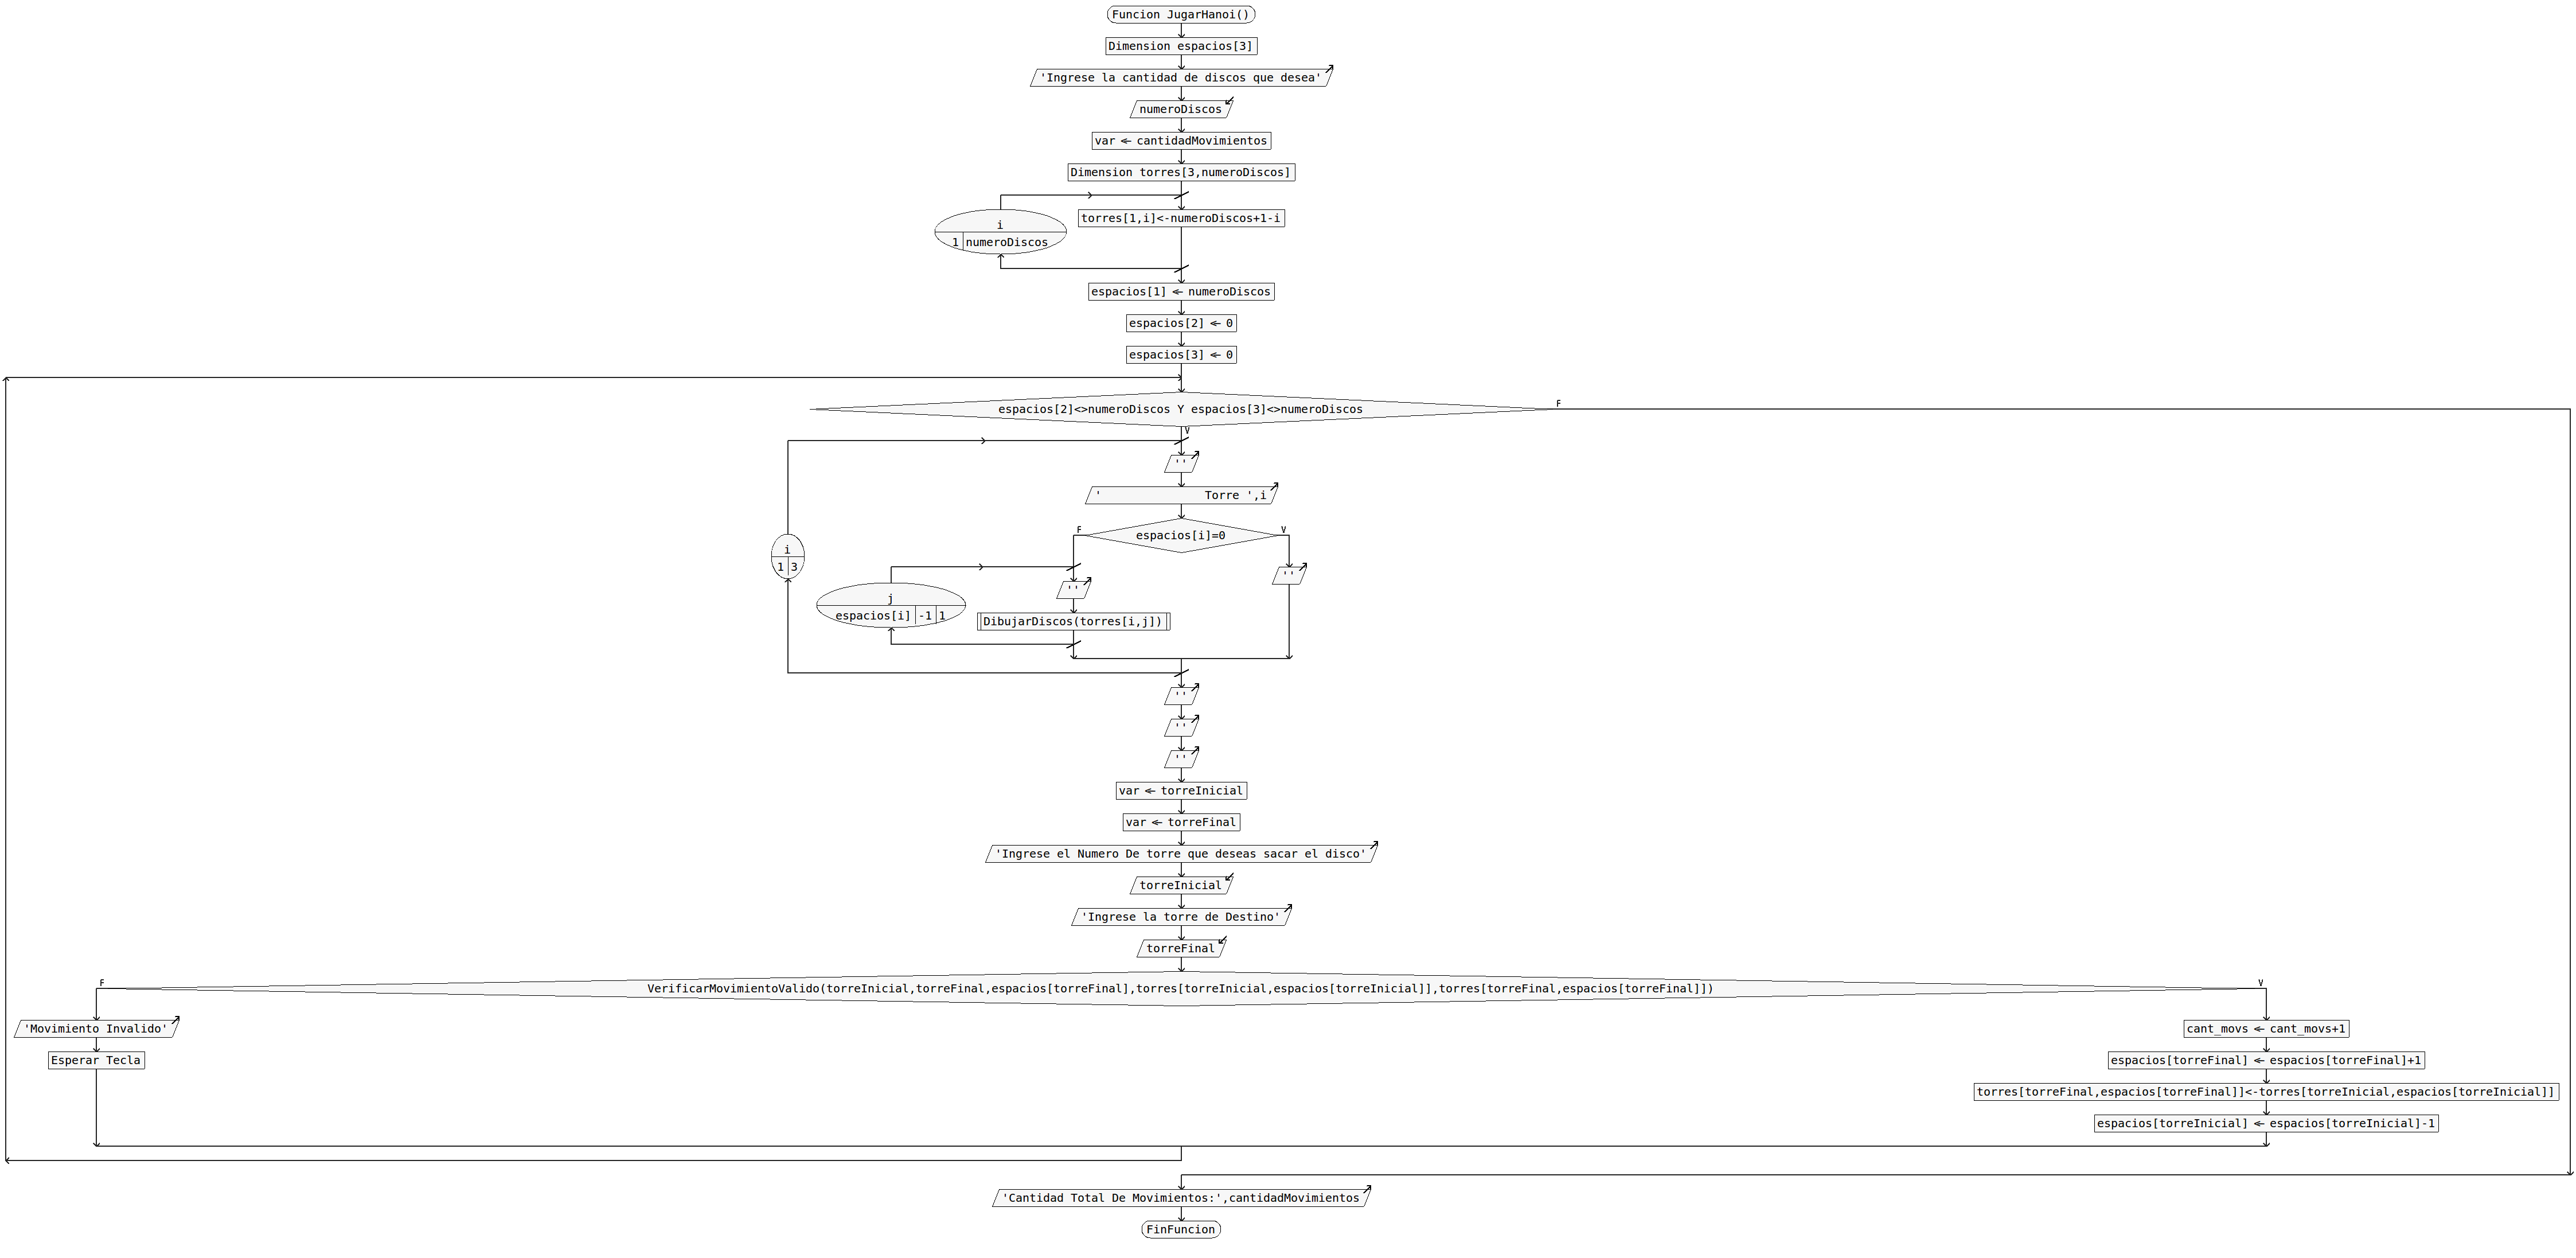 Funcion JugarHanoi()
Dimension espacios[3]
'Ingrese la cantidad de discos que desea'
numeroDiscos
var ← cantidadMovimientos
Dimension torres[3,numeroDiscos]
i
1 numeroDiscos
torres[1,i]<-numeroDiscos+1-i
espacios[1] ← numeroDiscos
espacios[2] ← 0
espacios[3] ← 0
espacios[2]<>numeroDiscos Y espacios[3]<>numeroDiscos
F
V
''
' Torre ',i
i
1 3
F
espacios[i]=0
V
j
espacios[i] -1 1
''
DibujarDiscos(torres[i,j])
''
''
''
''
var ← torreInicial
var ← torreFinal
'Ingrese el Numero De torre que deseas sacar el disco'
torreInicial
'Ingrese la torre de Destino'
torreFinal
F
VerificarMovimientoValido(torreInicial,torreFinal,espacios[torreFinal],torres[torreInicial,espacios[torreInicial]],torres[torreFinal,espacios[torreFinal]])
V
'Movimiento Invalido'
Esperar Tecla
cant_movs ← cant_movs+1
espacios[torreFinal] ← espacios[torreFinal]+1
torres[torreFinal,espacios[torreFinal]]<-torres[torreInicial,espacios[torreInicial]]
espacios[torreInicial] ← espacios[torreInicial]-1
'Cantidad Total De Movimientos:',cantidadMovimientos
FinFuncion